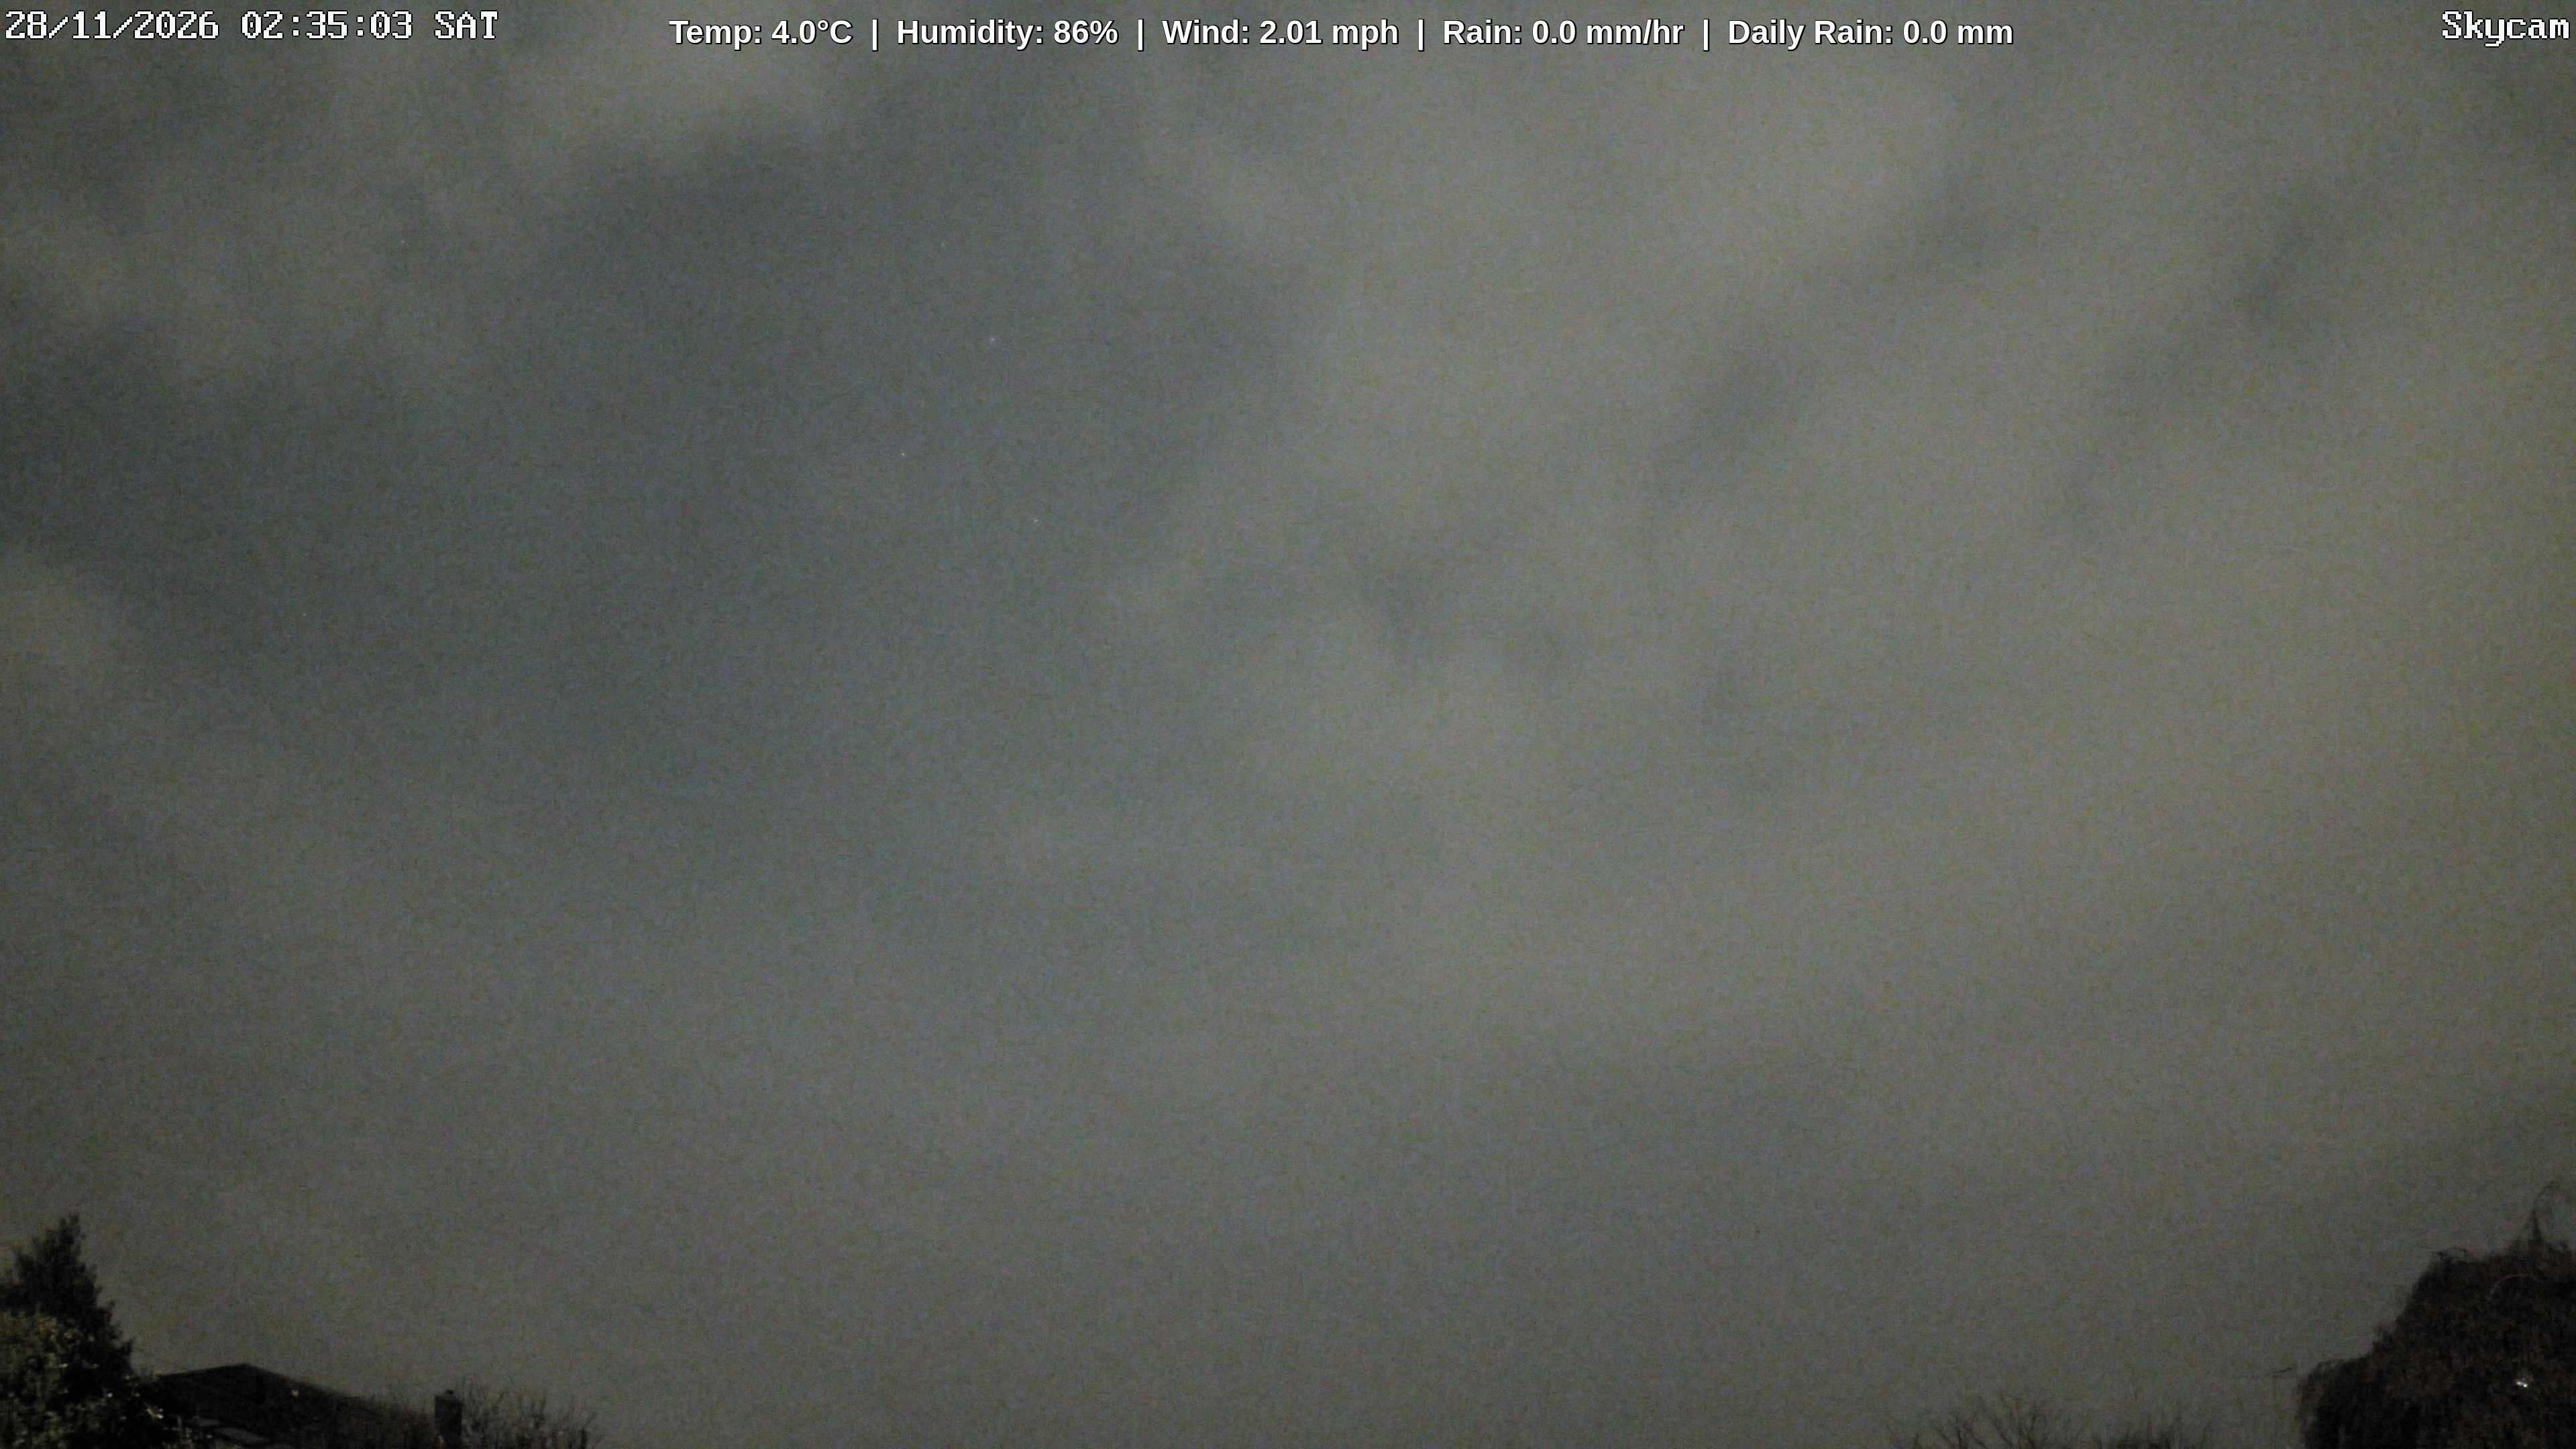 28/11/2026 02:35:03 SAT
Temp: 4.0°C | Humidity: 86% | Wind: 2.01 mph | Rain: 0.0 mm/hr | Daily Rain: 0.0 mm
Skycam